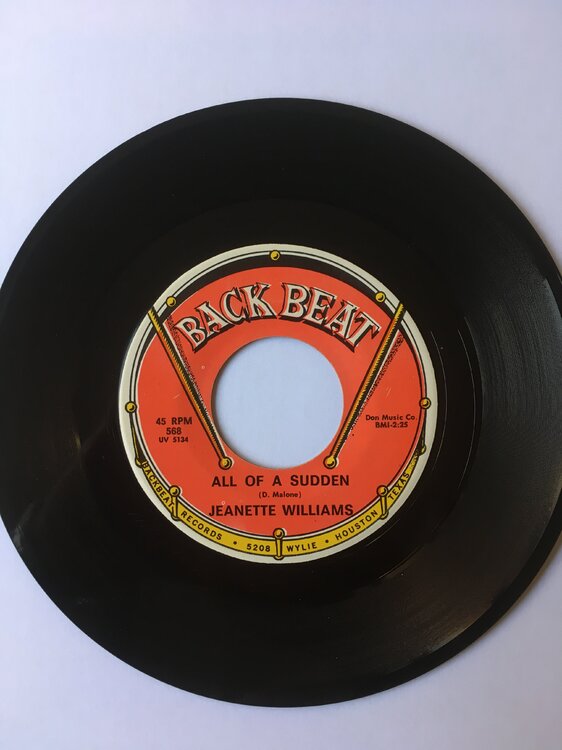 BACK BEAT
45 RPM
568
UV 5134
Don Music Co.
BMI-2:25
ALL OF A SUDDEN
(D. Malone)
JEANETTE WILLIAMS
BACKBEAT RECORDS • 5208 WYLIE • HOUSTON TEXAS